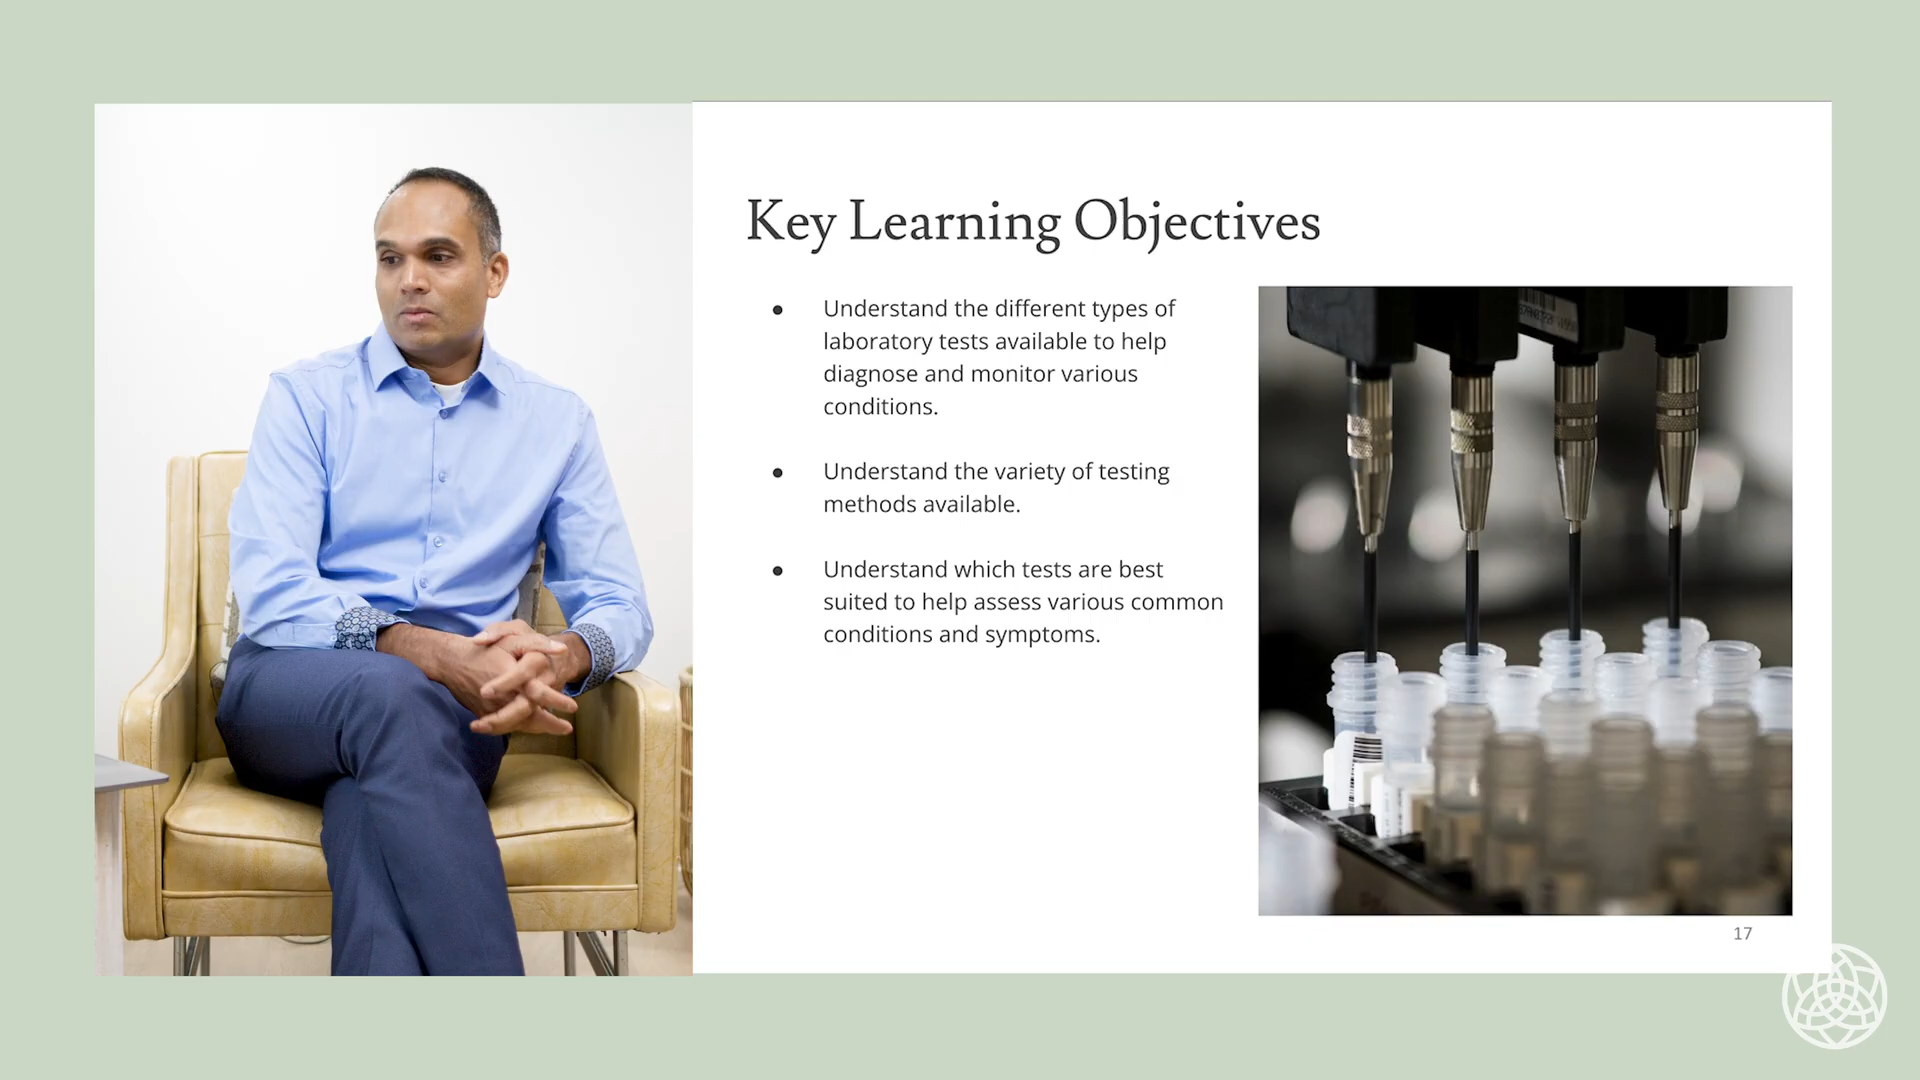 Key Learning Objectives
● Understand the different types of
laboratory tests available to help
diagnose and monitor various
conditions.
● Understand the variety of testing
methods available.
● Understand which tests are best
suited to help assess various common
conditions and symptoms.
17